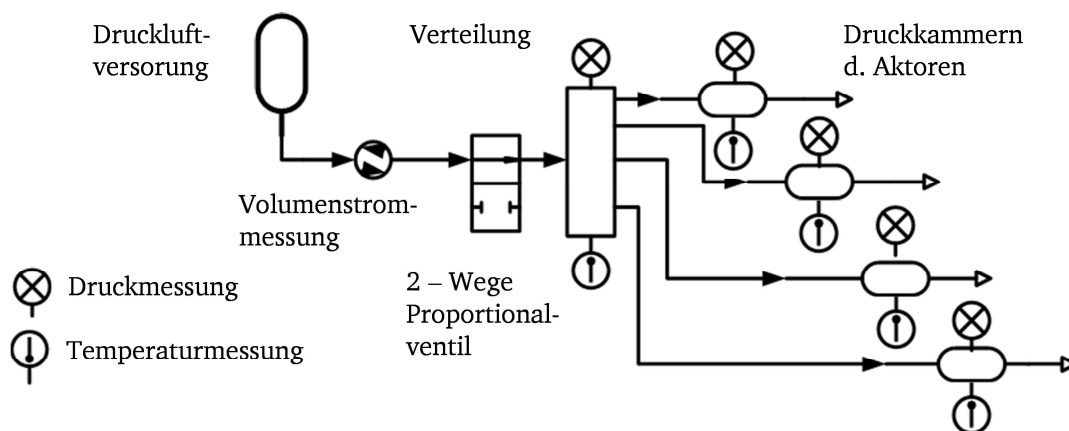 Druckluft-
versorung
Verteilung
Druckkammern
d. Aktoren
Volumenstrom-
messung
Druckmessung
2 – Wege
Proportional-
ventil
Temperaturmessung